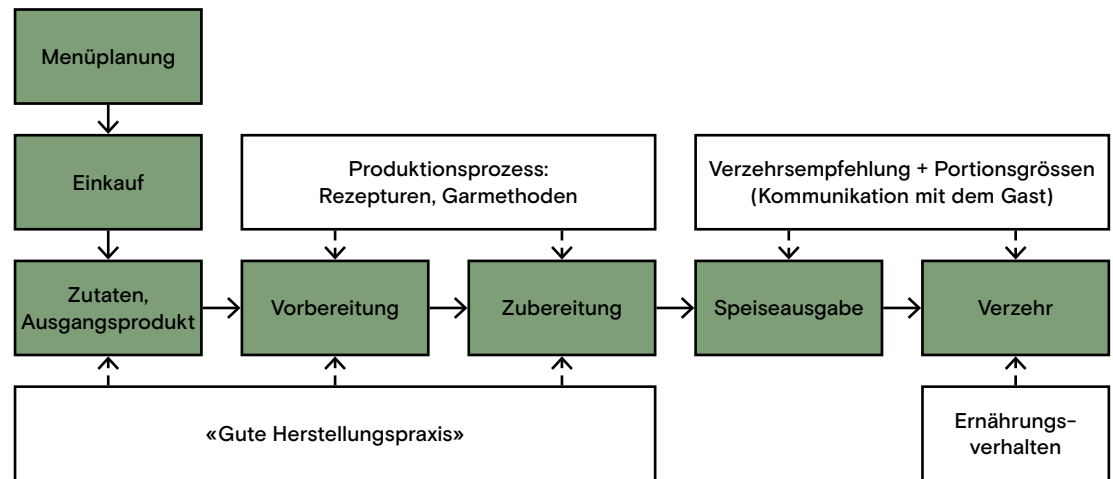 Menüplanung
Einkauf
Produktionsprozess:
Rezepturen, Garmethoden
Verzehrsempfehlung + Portionsgrössen
(Kommunikation mit dem Gast)
Zutaten,
Ausgangsprodukt
Vorbereitung
Zubereitung
Speiseausgabe
Verzehr
«Gute Herstellungspraxis»
Ernährungs-
verhalten